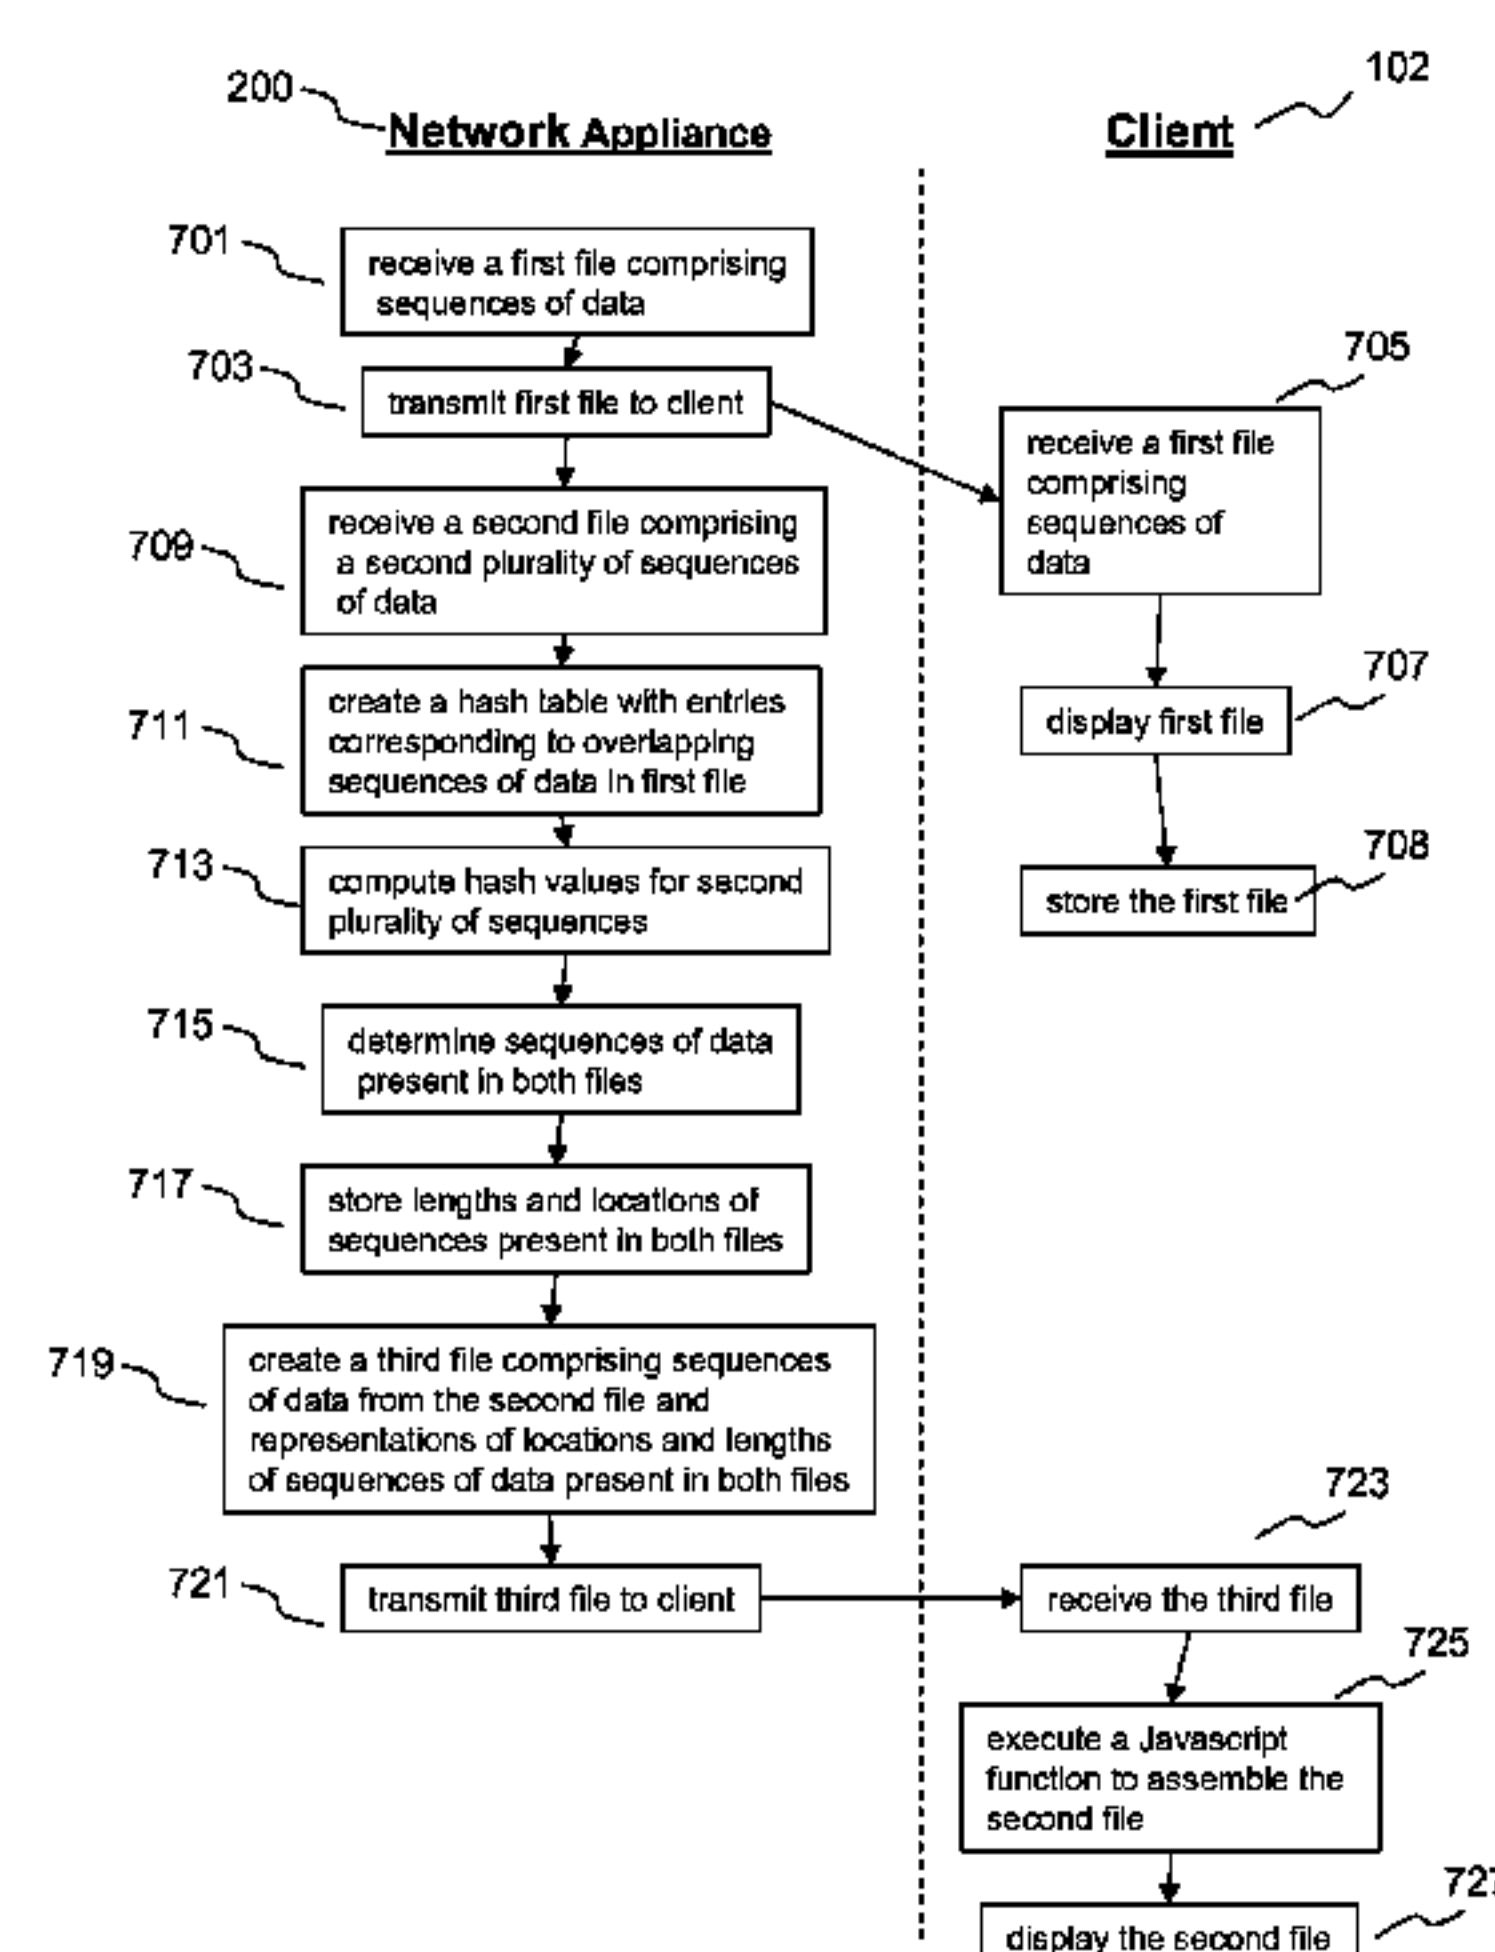 200
Network Appliance
102
Client
701
receive a first file comprising
sequences of data
703
transmit first file to client
705
receive a first file
comprising
sequences of
data
709
receive a second file comprising
a second plurality of sequences
of data
707
display first file
711
create a hash table with entries
corresponding to overlapping
sequences of data in first file
708
store the first file
713
compute hash values for second
plurality of sequences
715
determine sequences of data
present in both files
717
store lengths and locations of
sequences present in both files
719
create a third file comprising sequences
of data from the second file and
representations of locations and lengths
of sequences of data present in both files
721
transmit third file to client
723
receive the third file
725
execute a Javascript
function to assemble the
second file
727
display the second file